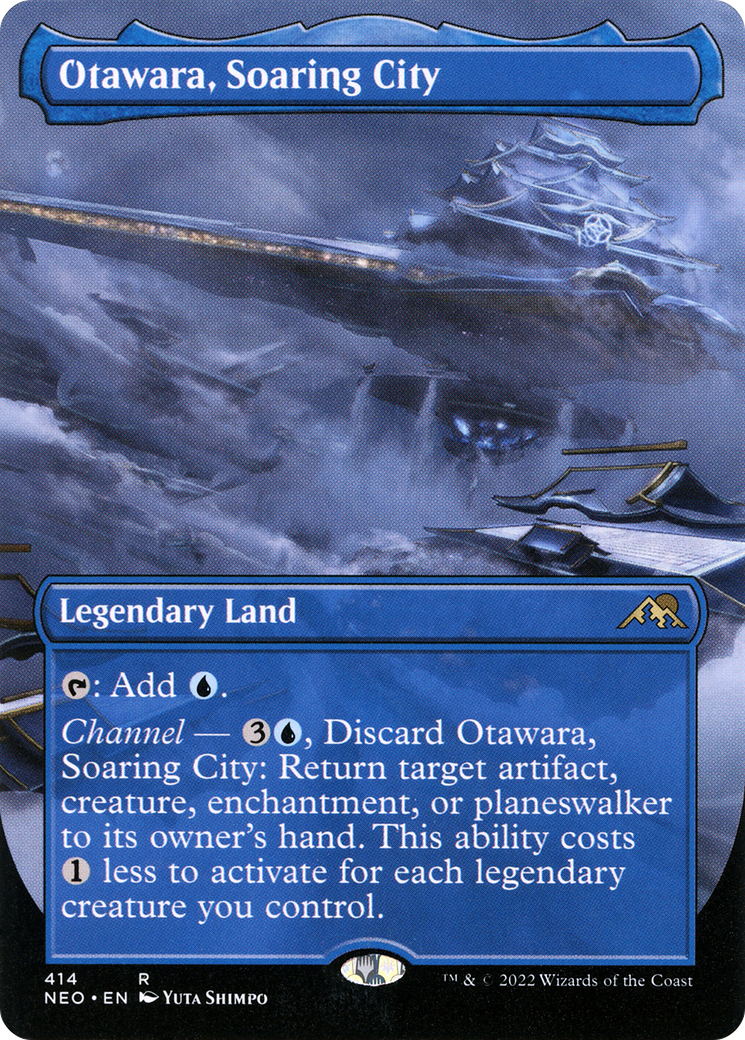 Otawara, Soaring City
Legendary Land
: Add .
Channel — 3, Discard Otawara,
Soaring City: Return target artifact,
creature, enchantment, or planeswalker
to its owner's hand. This ability costs
1 less to activate for each legendary
creature you control.
414 R
NEO • EN Yuta Shimpo
™ & © 2022 Wizards of the Coast